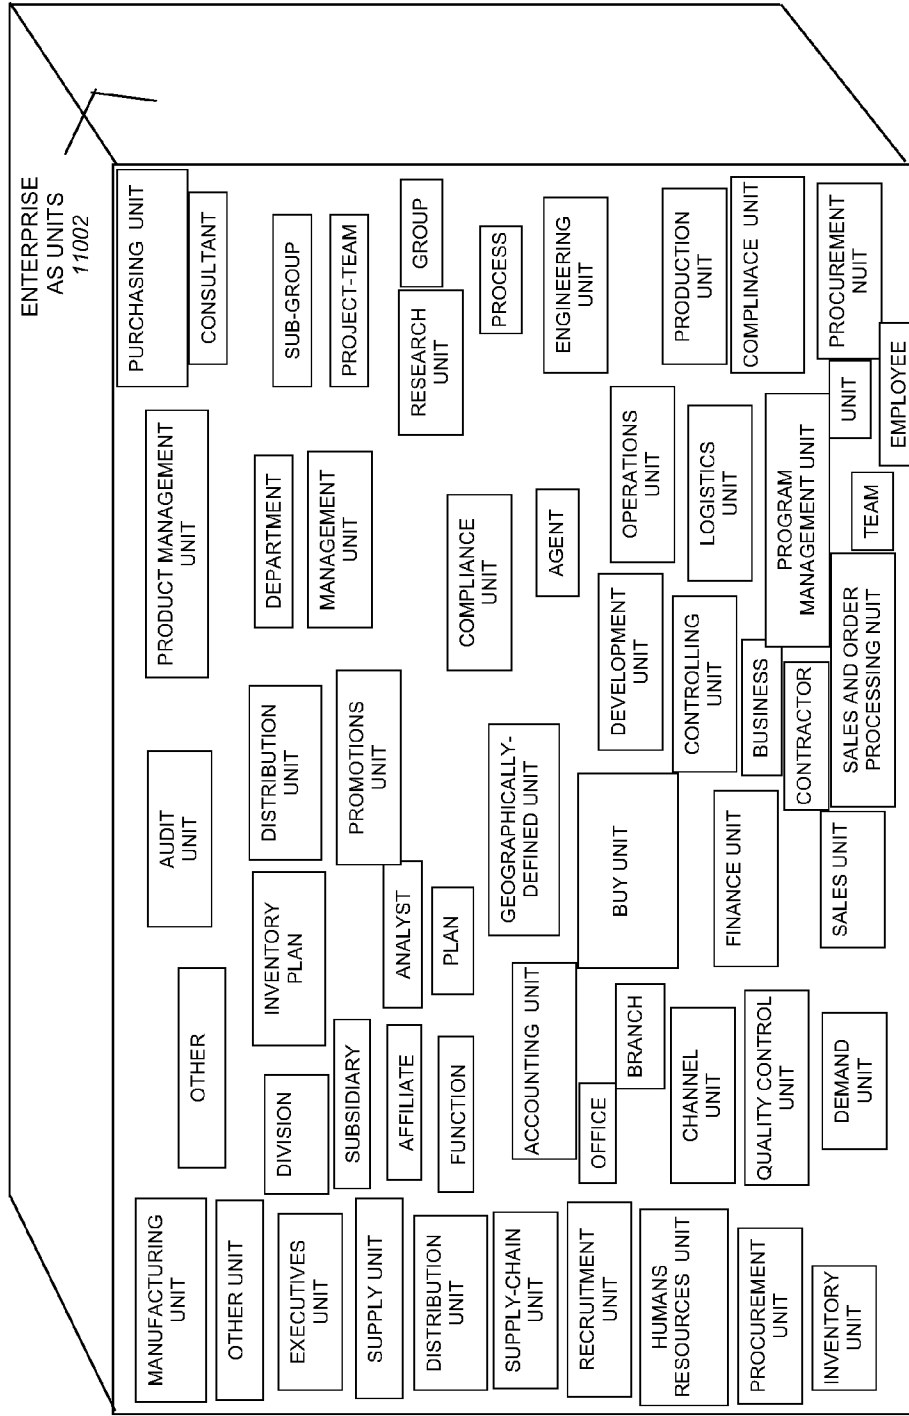 ENTERPRISE
AS UNITS
11002
MANUFACTURING
UNIT
OTHER UNIT
EXECUTIVES
UNIT
SUPPLY UNIT
DISTRIBUTION
UNIT
SUPPLY-CHAIN
UNIT
RECRUITMENT
UNIT
HUMANS
RESOURCES UNIT
PROCUREMENT
UNIT
INVENTORY
UNIT
OTHER
DIVISION
SUBSIDIARY
AFFILIATE
FUNCTION
ACCOUNTING UNIT
OFFICE
BRANCH
CHANNEL
UNIT
QUALITY CONTROL
UNIT
DEMAND
UNIT
AUDIT
UNIT
INVENTORY
PLAN
DISTRIBUTION
UNIT
PROMOTIONS
UNIT
ANALYST
PLAN
GEOGRAPHICALLY-
DEFINED UNIT
BUY UNIT
FINANCE UNIT
SALES UNIT
PRODUCT MANAGEMENT
UNIT
DEPARTMENT
MANAGEMENT
UNIT
COMPLIANCE
UNIT
AGENT
DEVELOPMENT
UNIT
OPERATIONS
UNIT
CONTROLLING
UNIT
LOGISTICS
UNIT
BUSINESS
PROGRAM
MANAGEMENT UNIT
CONTRACTOR
SALES AND ORDER
PROCESSING NUIT
TEAM
PURCHASING UNIT
CONSULTANT
SUB-GROUP
PROJECT-TEAM
RESEARCH
UNIT
GROUP
PROCESS
ENGINEERING
UNIT
PRODUCTION
UNIT
COMPLINACE UNIT
PROCUREMENT
NUIT
UNIT
EMPLOYEE